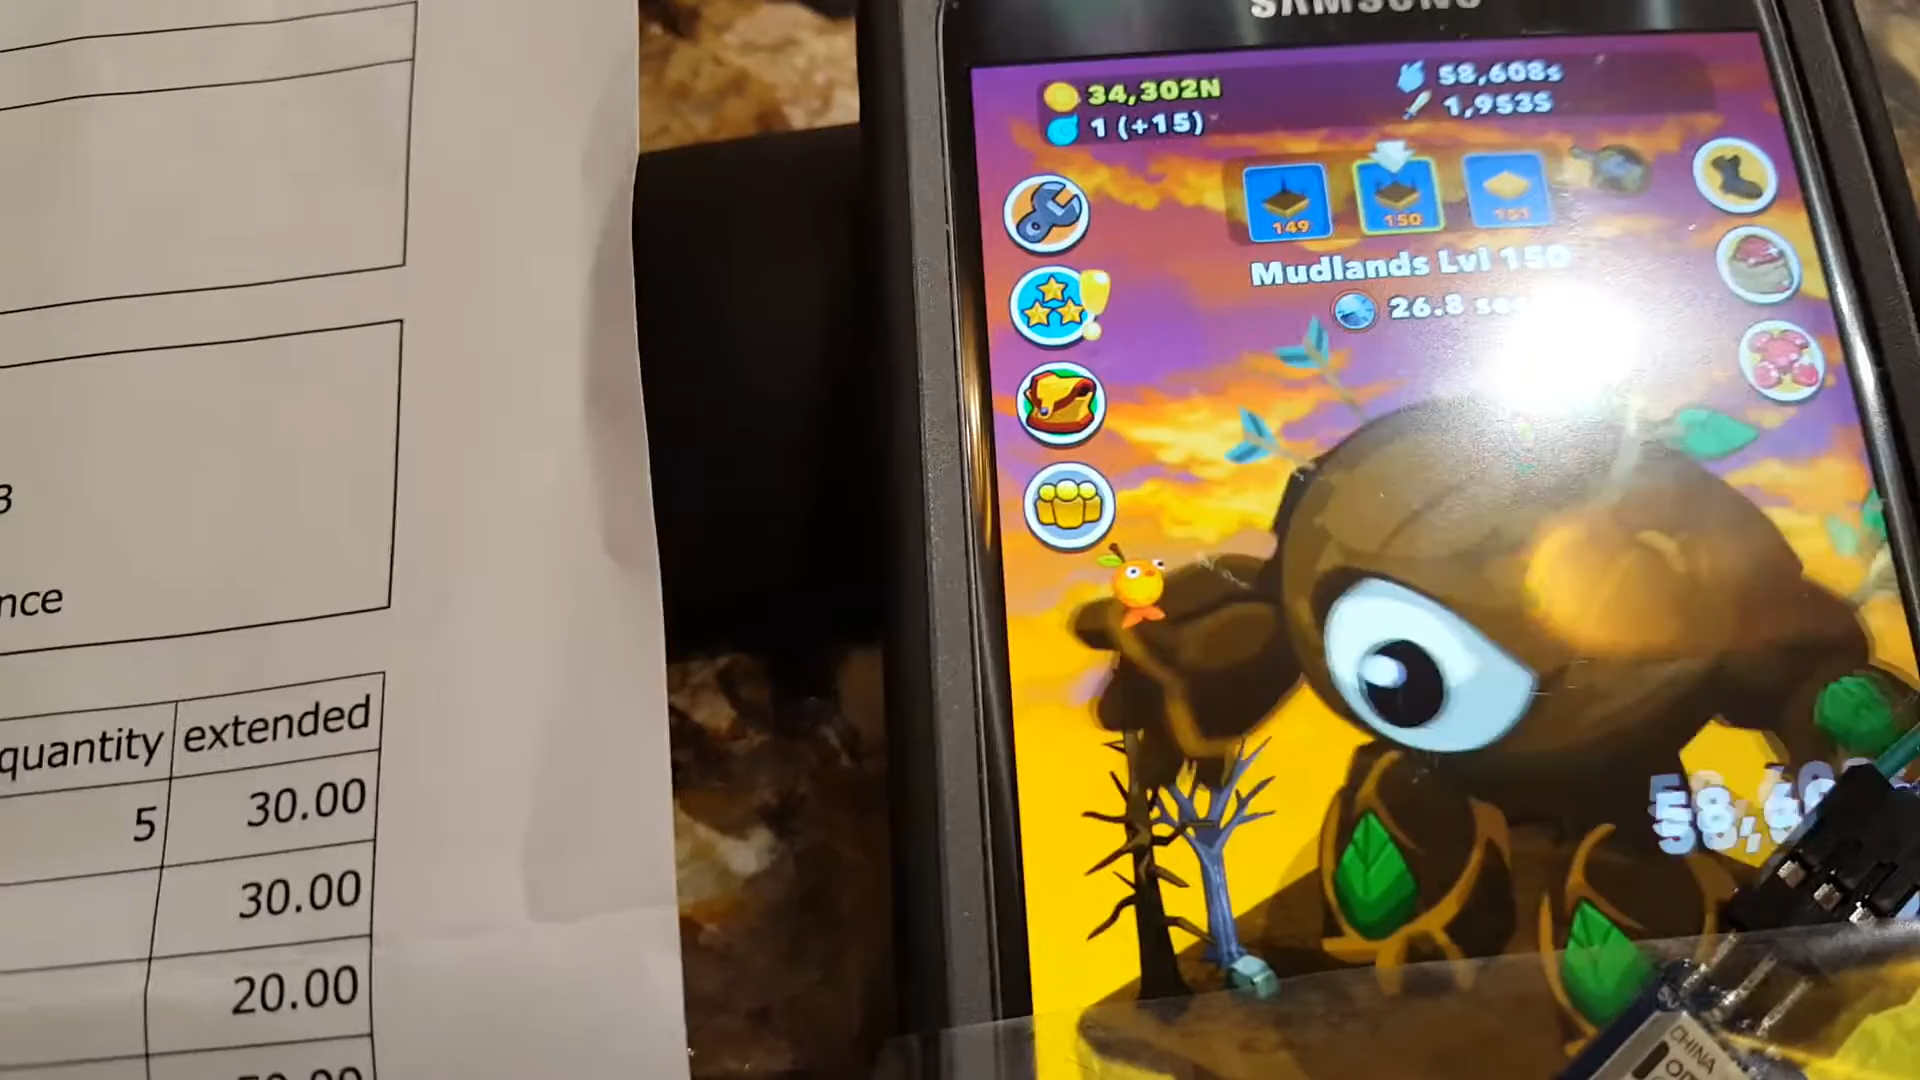 3
nce
quantity extended
5 30.00
30.00
20.00
SAMSUNG
34,302N
58,608s
1 (+15)
1,953S
149
150
151
Mudlands Lvl 150
26.8
CHINA